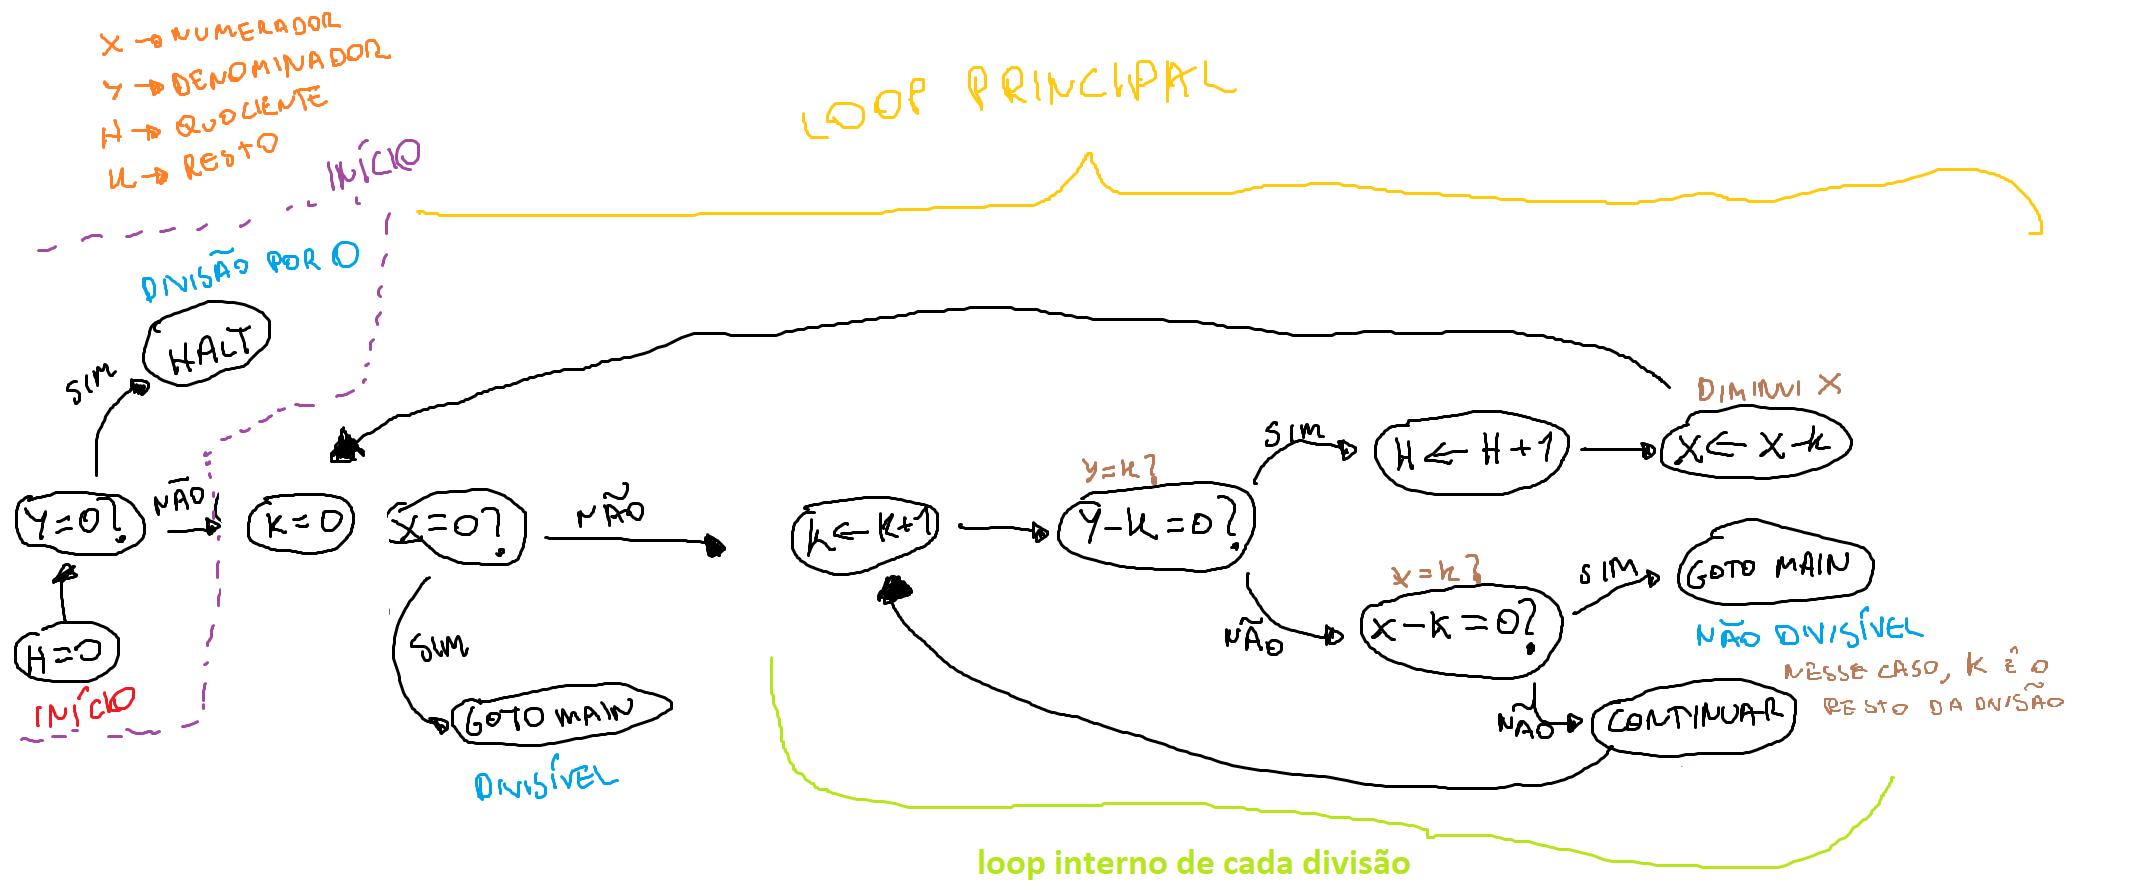 X → NUMERADOR
Y → DENOMINADOR
H → QUOCIENTE
K → RESTO
INÍCIO
LOOP PRINCIPAL
DIVISÃO POR 0
HALT
SIM
Y=0?
NÃO
H=0
INÍCIO
K=0
X=0?
NÃO
SIM
GOTO MAIN
DIVISÍVEL
K ← K+1
Y=K?
Y-K=0?
SIM
H ← H+1
DIMINUI X
X ← X-K
NÃO
X=K?
X-K=0?
SIM
GOTO MAIN
NÃO DIVISÍVEL
NESSE CASO, K É O
RESTO DA DIVISÃO
NÃO
CONTINUAR
loop interno de cada divisão